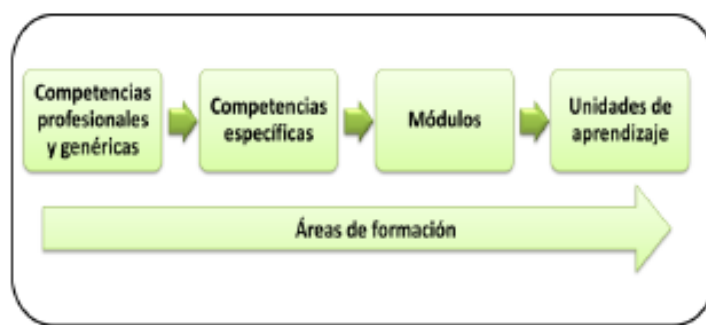 Competencias
profesionales
y genéricas
Competencias
específicas
Módulos
Unidades de
aprendizaje
Áreas de formación